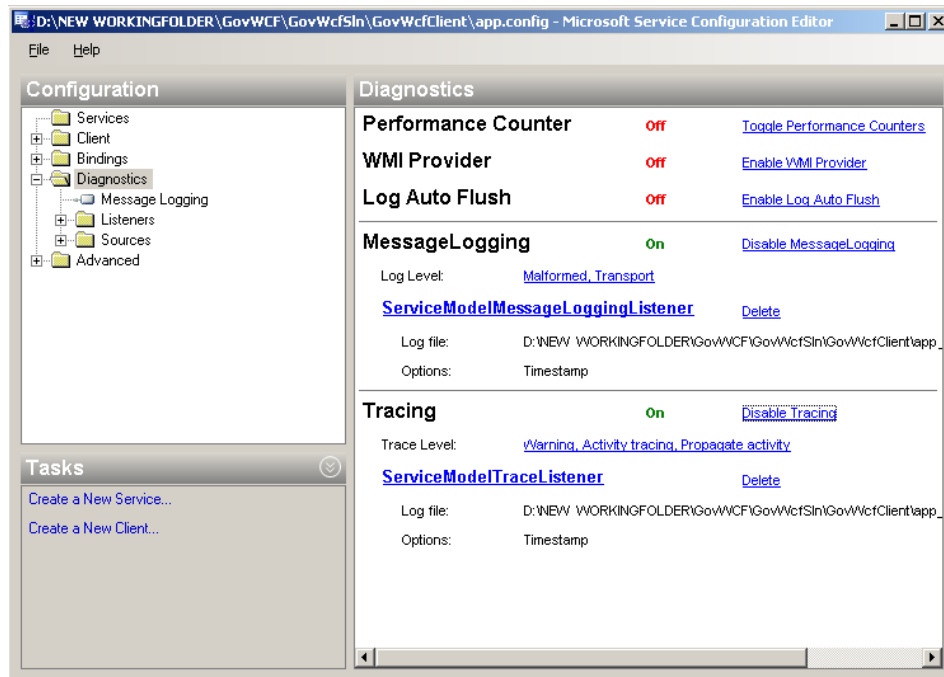 D:\NEW WORKINGFOLDER\GovWCF\GovWcfSln\GovWcfClient\app.config - Microsoft Service Configuration Editor
File Help
Configuration
Services
Client
Bindings
Diagnostics
Message Logging
Listeners
Sources
Advanced
Tasks
Create a New Service...
Create a New Client...
Diagnostics
Performance Counter Off Toggle Performance Counters
WMI Provider Off Enable WMI Provider
Log Auto Flush Off Enable Log Auto Flush
MessageLogging On Disable MessageLogging
Log Level: Malformed, Transport
ServiceModelMessageLoggingListener Delete
Log file: D:\NEW WORKINGFOLDER\GovWCF\GovWcfSln\GovWcfClient\app_
Options: Timestamp
Tracing On Disable Tracing
Trace Level: Warning, Activity tracing, Propagate activity
ServiceModelTraceListener Delete
Log file: D:\NEW WORKINGFOLDER\GovWCF\GovWcfSln\GovWcfClient\app_
Options: Timestamp